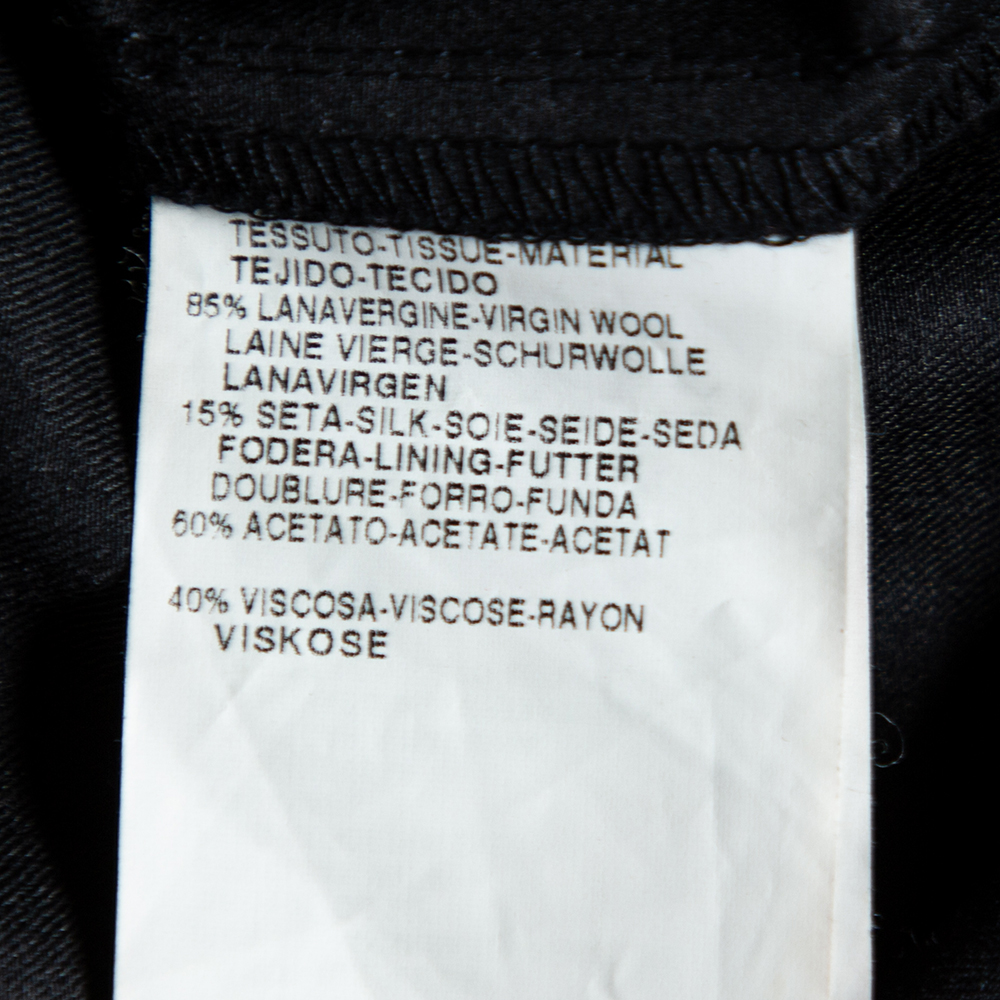 TESSUTO-TISSUE-MATERIAL
TEJIDO-TECIDO
85% LANAVERGINE-VIRGIN WOOL
LAINE VIERGE-SCHURWOLLE
LANAVIRGEN
15% SETA-SILK-SOIE-SEIDE-SEDA
FODERA-LINING-FUTTER
DOUBLURE-FORRO-FUNDA
60% ACETATO-ACETATE-ACETAT
40% VISCOSA-VISCOSE-RAYON
VISKOSE